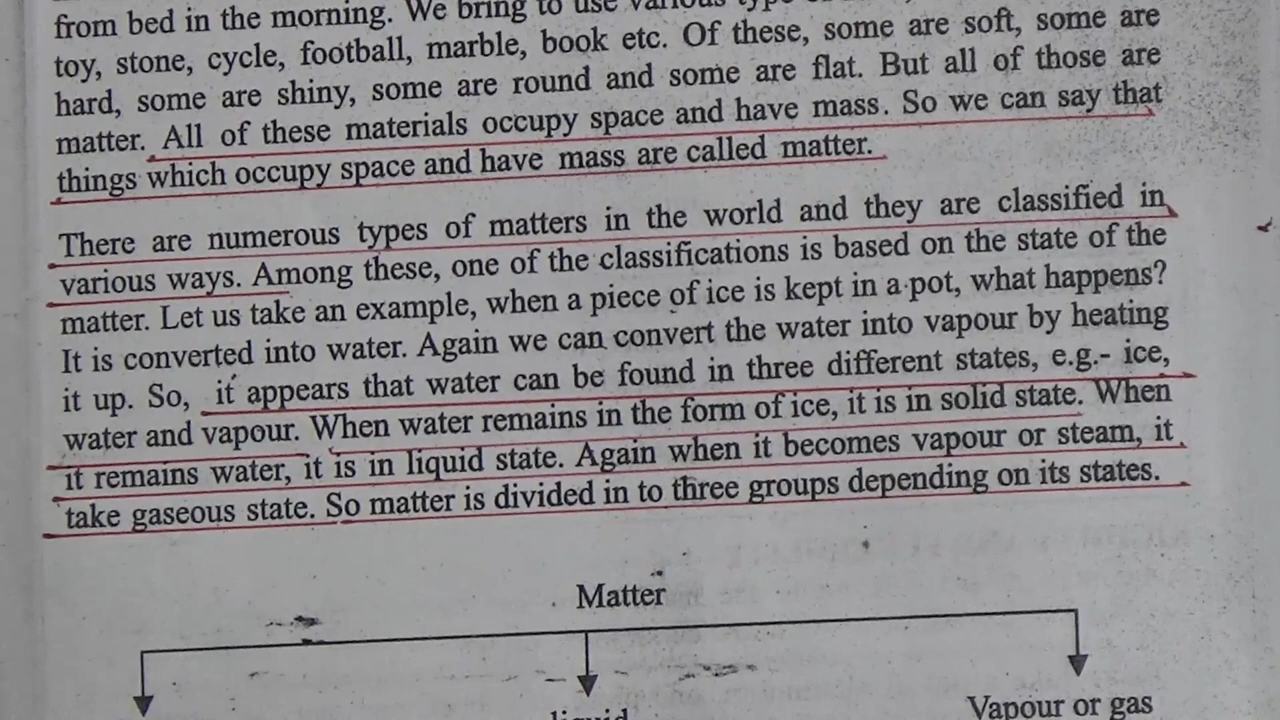 from bed in the morning. We bring to use various type
toy, stone, cycle, football, marble, book etc. Of these, some are soft, some are
hard, some are shiny, some are round and some are flat. But all of those are
matter. All of these materials occupy space and have mass. So we can say that
things which occupy space and have mass are called matter.
There are numerous types of matters in the world and they are classified in
various ways. Among these, one of the classifications is based on the state of the
matter. Let us take an example, when a piece of ice is kept in a pot, what happens?
It is converted into water. Again we can convert the water into vapour by heating
it up. So, it appears that water can be found in three different states, e.g.- ice,
water and vapour. When water remains in the form of ice, it is in solid state. When
it remains water, it is in liquid state. Again when it becomes vapour or steam, it
take gaseous state. So matter is divided in to three groups depending on its states.
Matter
liquid
Vapour or gas